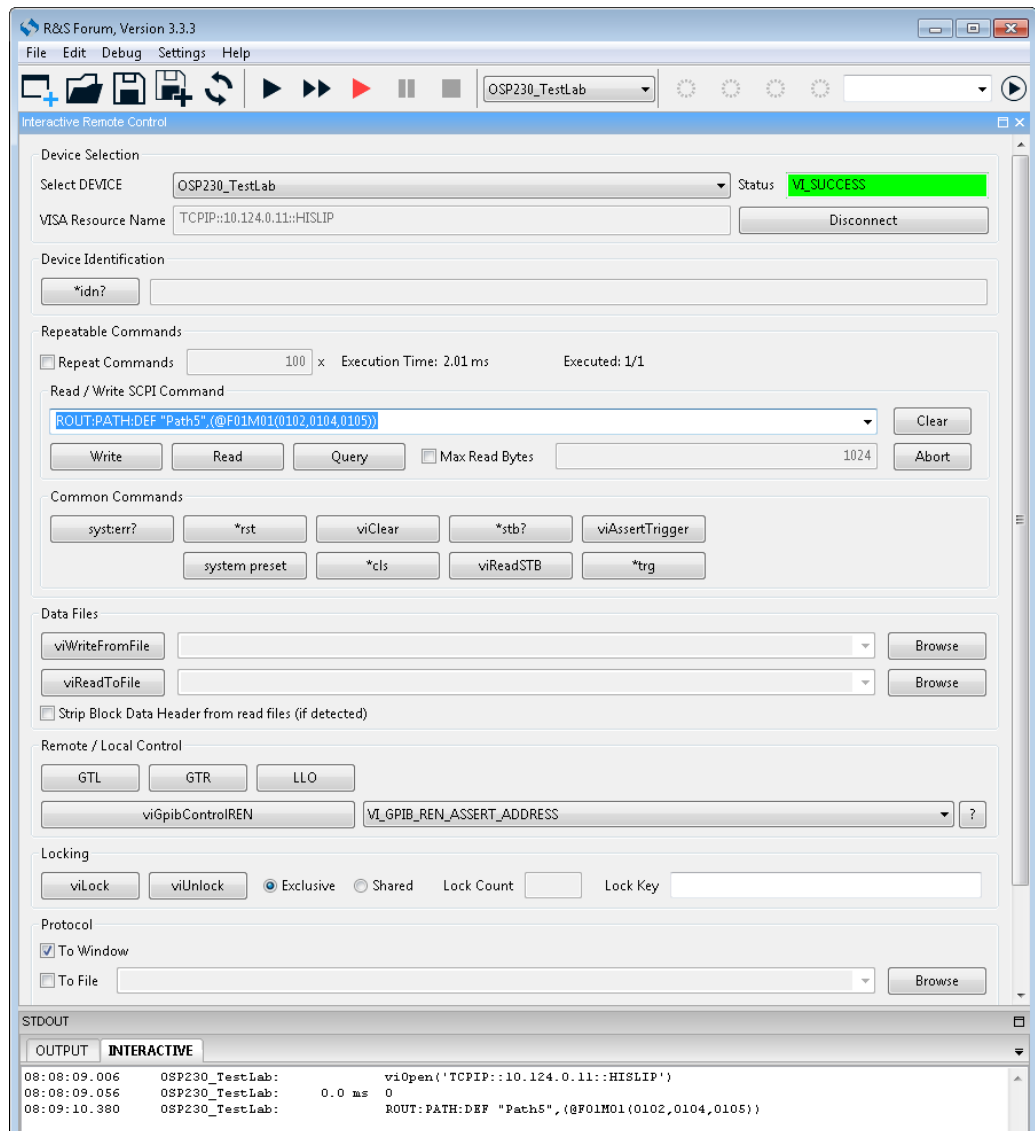 R&S Forum, Version 3.3.3
File Edit Debug Settings Help
OSP230_TestLab
Interactive Remote Control
Device Selection
Select DEVICE OSP230_TestLab Status VI_SUCCESS
VISA Resource Name TCPIP::10.124.0.11::HISLIP Disconnect
Device Identification
*idn?
Repeatable Commands
Repeat Commands 100 x Execution Time: 2.01 ms Executed: 1/1
Read / Write SCPI Command
ROUT:PATH:DEF "Path5",(@F01M01(0102,0104,0105)) Clear
Write Read Query Max Read Bytes 1024 Abort
Common Commands
syst:err? *rst viClear *stb? viAssertTrigger
system preset *cls viReadSTB *trg
Data Files
viWriteFromFile Browse
viReadToFile Browse
Strip Block Data Header from read files (if detected)
Remote / Local Control
GTL GTR LLO
viGpibControlREN VI_GPIB_REN_ASSERT_ADDRESS ?
Locking
viLock viUnlock Exclusive Shared Lock Count Lock Key
Protocol
To Window
To File Browse
STDOUT
OUTPUT INTERACTIVE
08:08:09.006 OSP230_TestLab: viOpen('TCPIP::10.124.0.11::HISLIP')
08:08:09.056 OSP230_TestLab: 0.0 ms 0
08:09:10.380 OSP230_TestLab: ROUT:PATH:DEF "Path5",(@F01M01(0102,0104,0105))